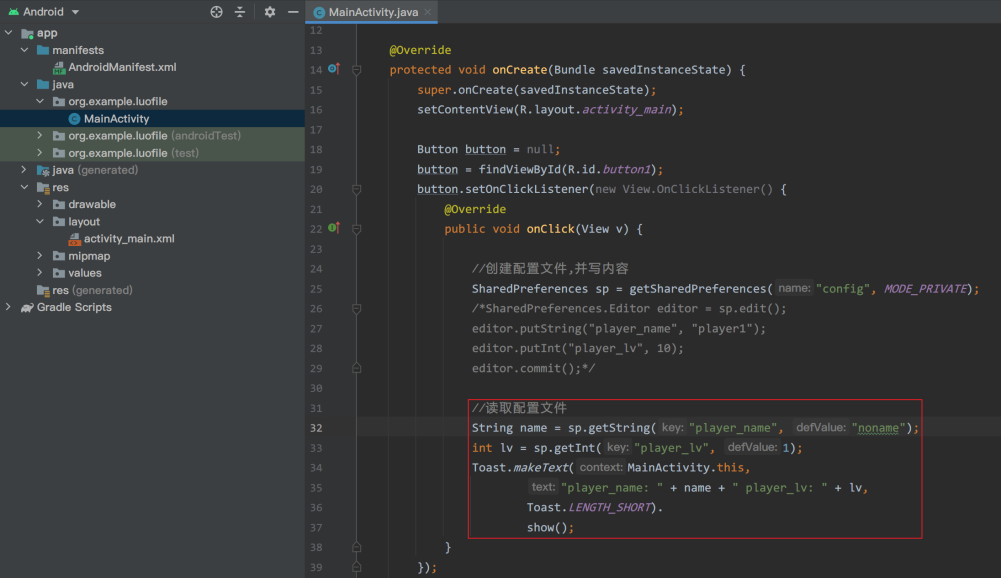 Android
app
manifests
AndroidManifest.xml
java
org.example.luofile
MainActivity
org.example.luofile (androidTest)
org.example.luofile (test)
java (generated)
res
drawable
layout
activity_main.xml
mipmap
values
res (generated)
Gradle Scripts
MainActivity.java
12
13 @Override
14 protected void onCreate(Bundle savedInstanceState) {
15 super.onCreate(savedInstanceState);
16 setContentView(R.layout.activity_main);
17
18 Button button = null;
19 button = findViewById(R.id.button1);
20 button.setOnClickListener(new View.OnClickListener() {
21 @Override
22 public void onClick(View v) {
23
24 //创建配置文件,并写内容
25 SharedPreferences sp = getSharedPreferences( name: "config", MODE_PRIVATE);
26 /*SharedPreferences.Editor editor = sp.edit();
27 editor.putString("player_name", "player1");
28 editor.putInt("player_lv", 10);
29 editor.commit();*/
30
31 //读取配置文件
32 String name = sp.getString( key: "player_name", defValue: "noname");
33 int lv = sp.getInt( key: "player_lv", defValue: 1);
34 Toast.makeText( context: MainActivity.this,
35 text: "player_name: " + name + " player_lv: " + lv,
36 Toast.LENGTH_SHORT).
37 show();
38 }
39 });